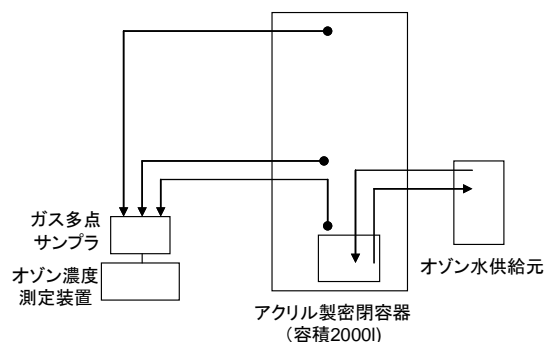 ガス多点
サンプラ
オゾン濃度
測定装置
オゾン水供給元
アクリル製密閉容器
（容積2000l)